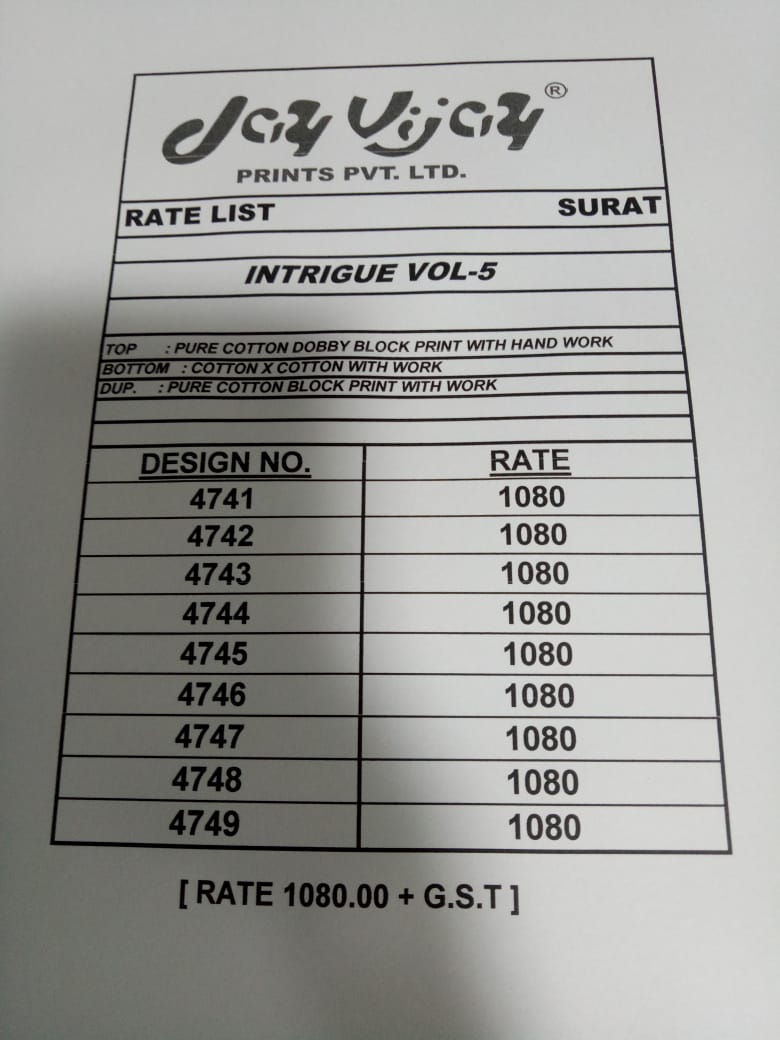 Jay Vijay ®
PRINTS PVT. LTD.
RATE LIST SURAT
INTRIGUE VOL-5
TOP : PURE COTTON DOBBY BLOCK PRINT WITH HAND WORK
BOTTOM : COTTON X COTTON WITH WORK
DUP. : PURE COTTON BLOCK PRINT WITH WORK
DESIGN NO. RATE
4741 1080
4742 1080
4743 1080
4744 1080
4745 1080
4746 1080
4747 1080
4748 1080
4749 1080
[ RATE 1080.00 + G.S.T ]